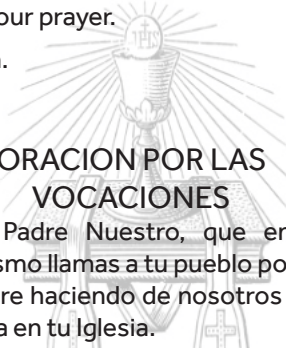 our prayer.
ORACION POR LAS
VOCACIONES
Padre Nuestro, que en
smo llamas a tu pueblo po
re haciendo de nosotros
a en tu Iglesia.
IHS